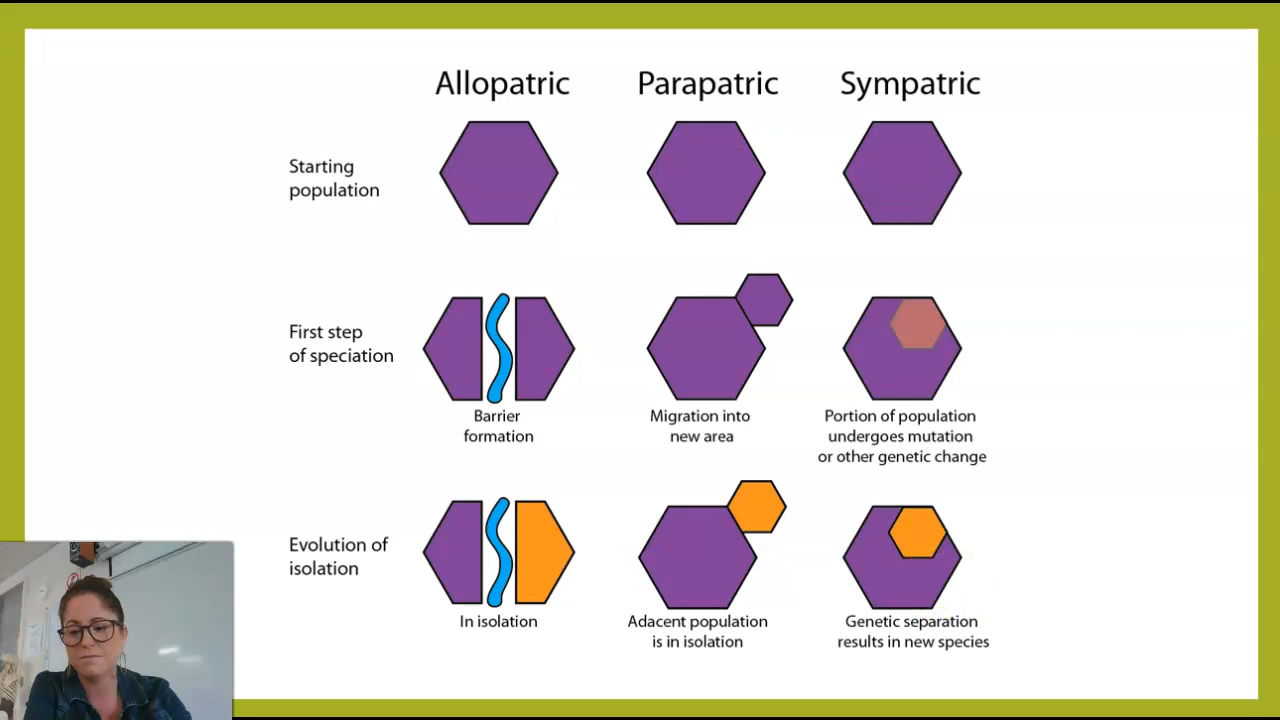 Allopatric
Parapatric
Sympatric
Starting
population
First step
of speciation
Barrier
formation
Migration into
new area
Portion of population
undergoes mutation
or other genetic change
Evolution of
isolation
In isolation
Adjacent population
is in isolation
Genetic separation
results in new species